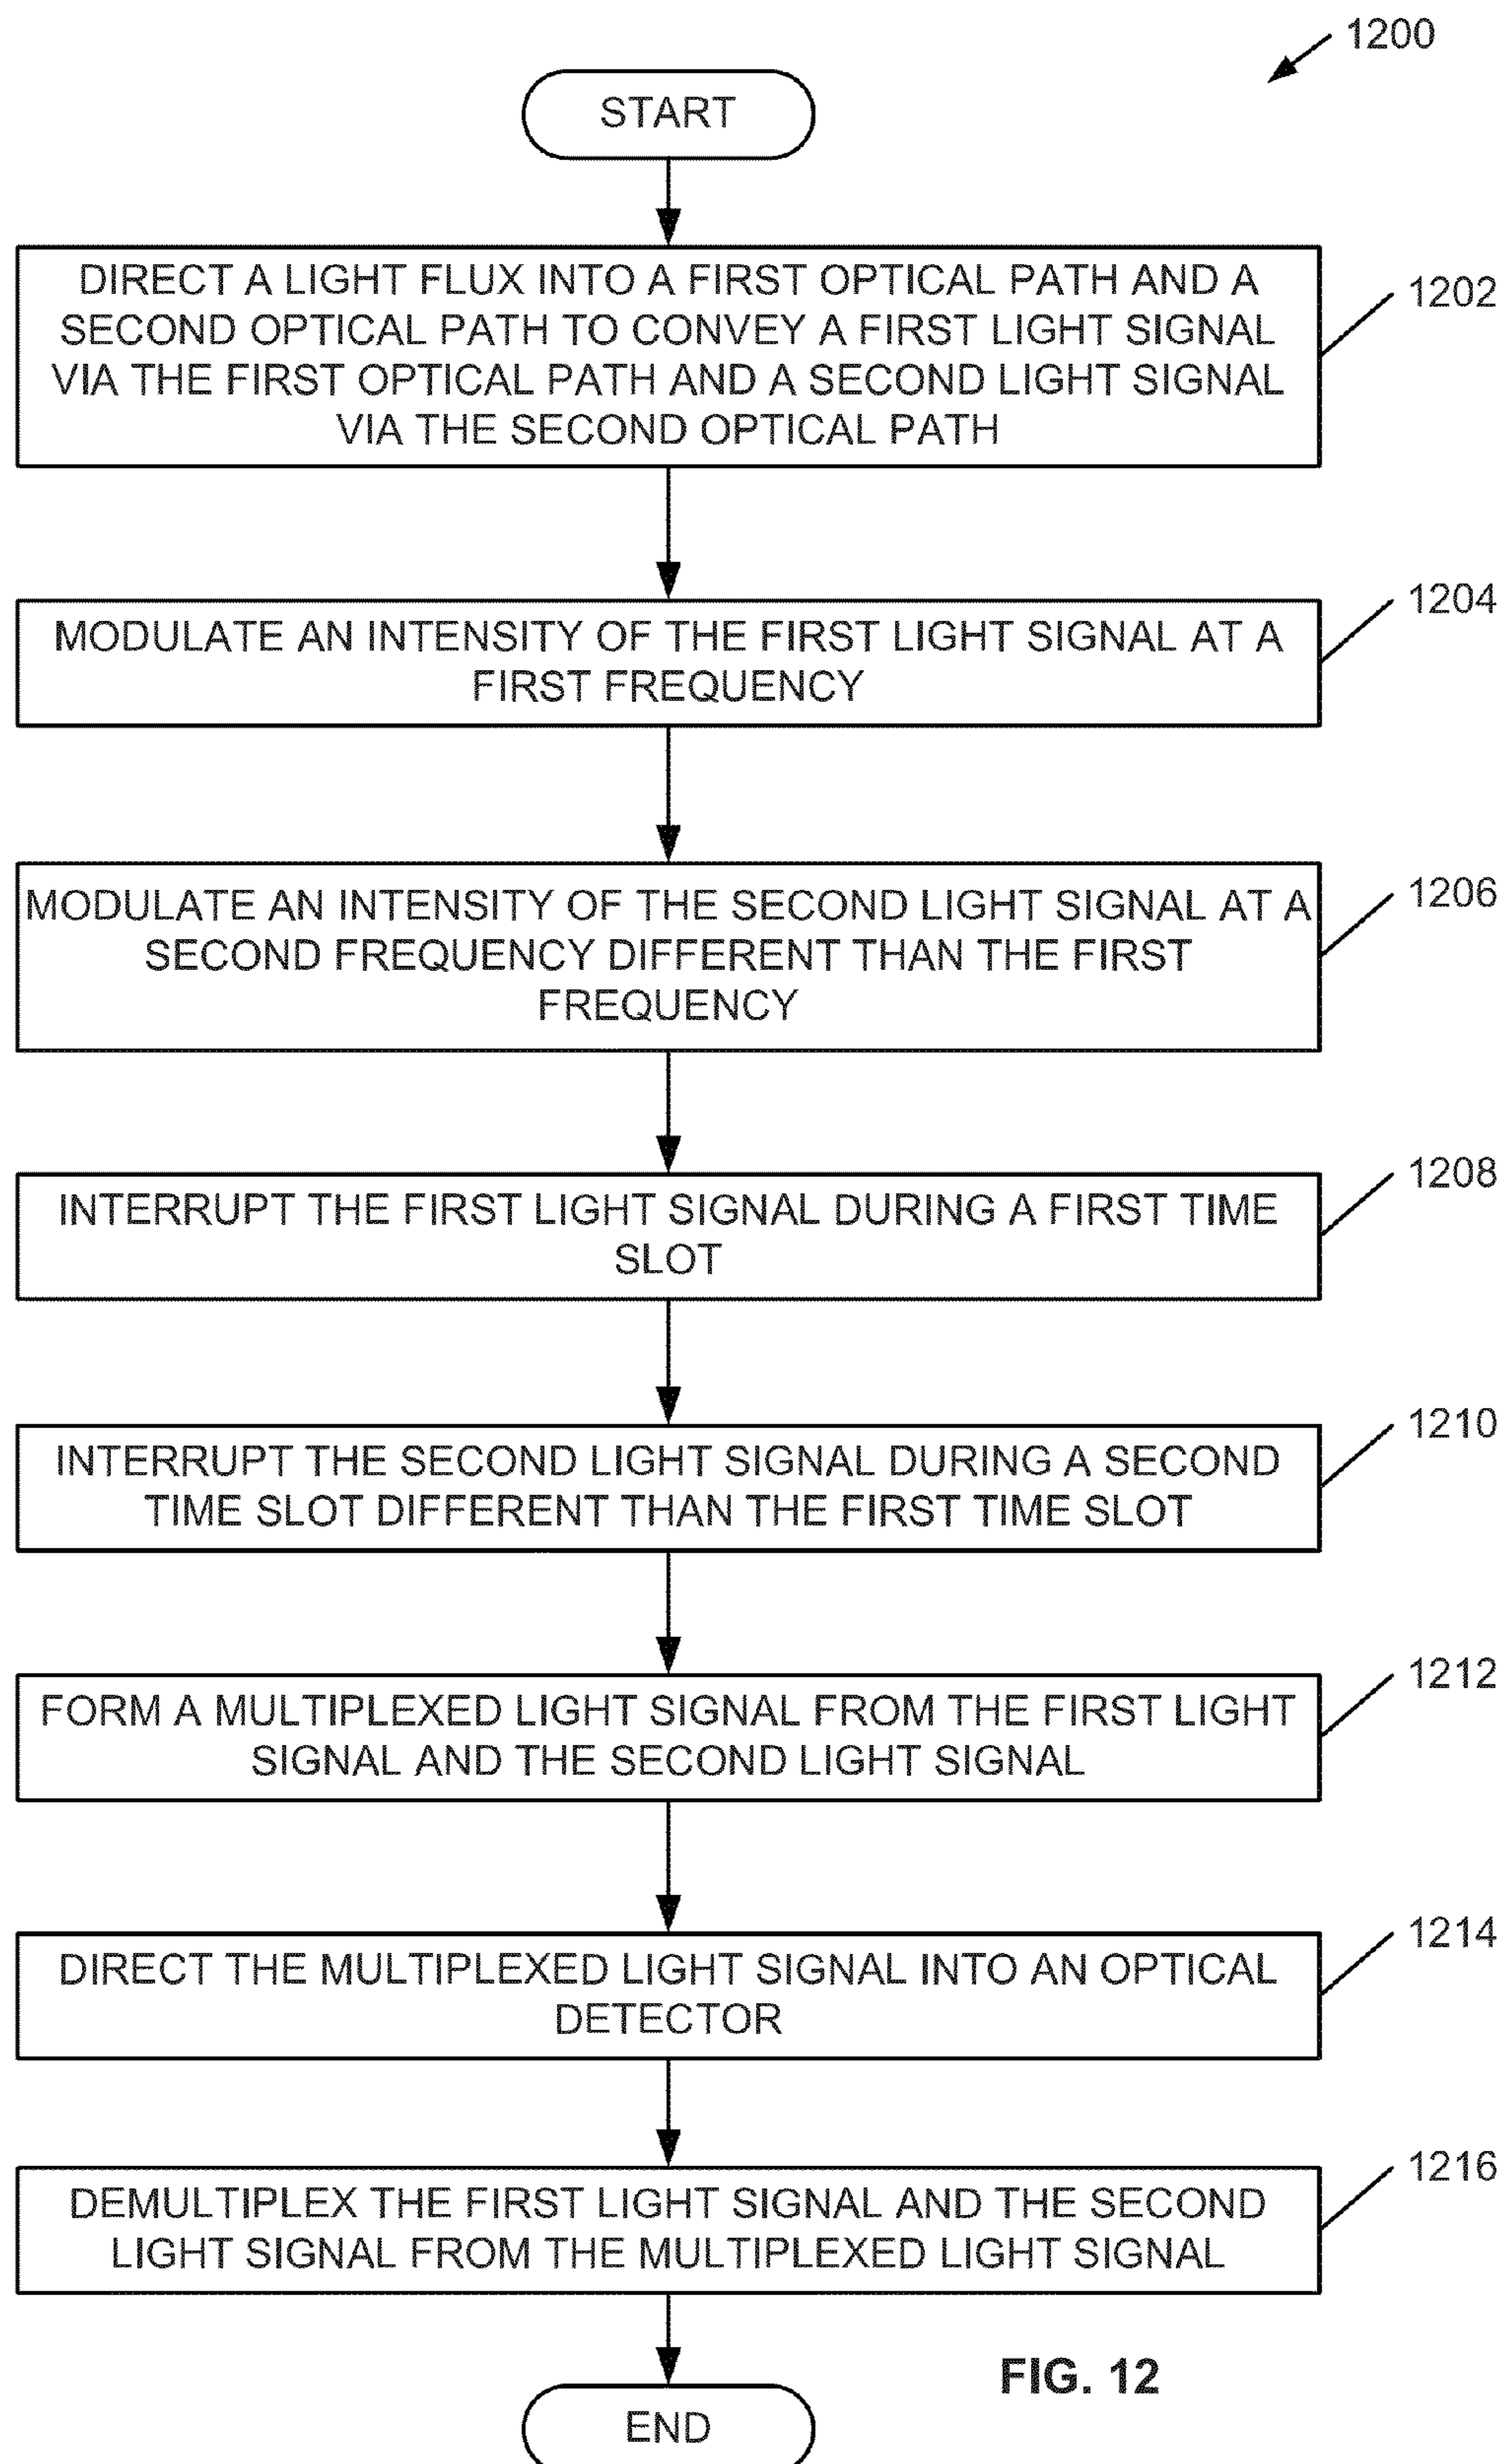 1200
START
DIRECT A LIGHT FLUX INTO A FIRST OPTICAL PATH AND A
SECOND OPTICAL PATH TO CONVEY A FIRST LIGHT SIGNAL
VIA THE FIRST OPTICAL PATH AND A SECOND LIGHT SIGNAL
VIA THE SECOND OPTICAL PATH
1202
MODULATE AN INTENSITY OF THE FIRST LIGHT SIGNAL AT A
FIRST FREQUENCY
1204
MODULATE AN INTENSITY OF THE SECOND LIGHT SIGNAL AT A
SECOND FREQUENCY DIFFERENT THAN THE FIRST
FREQUENCY
1206
INTERRUPT THE FIRST LIGHT SIGNAL DURING A FIRST TIME
SLOT
1208
INTERRUPT THE SECOND LIGHT SIGNAL DURING A SECOND
TIME SLOT DIFFERENT THAN THE FIRST TIME SLOT
1210
FORM A MULTIPLEXED LIGHT SIGNAL FROM THE FIRST LIGHT
SIGNAL AND THE SECOND LIGHT SIGNAL
1212
DIRECT THE MULTIPLEXED LIGHT SIGNAL INTO AN OPTICAL
DETECTOR
1214
DEMULTIPLEX THE FIRST LIGHT SIGNAL AND THE SECOND
LIGHT SIGNAL FROM THE MULTIPLEXED LIGHT SIGNAL
1216
FIG. 12
END